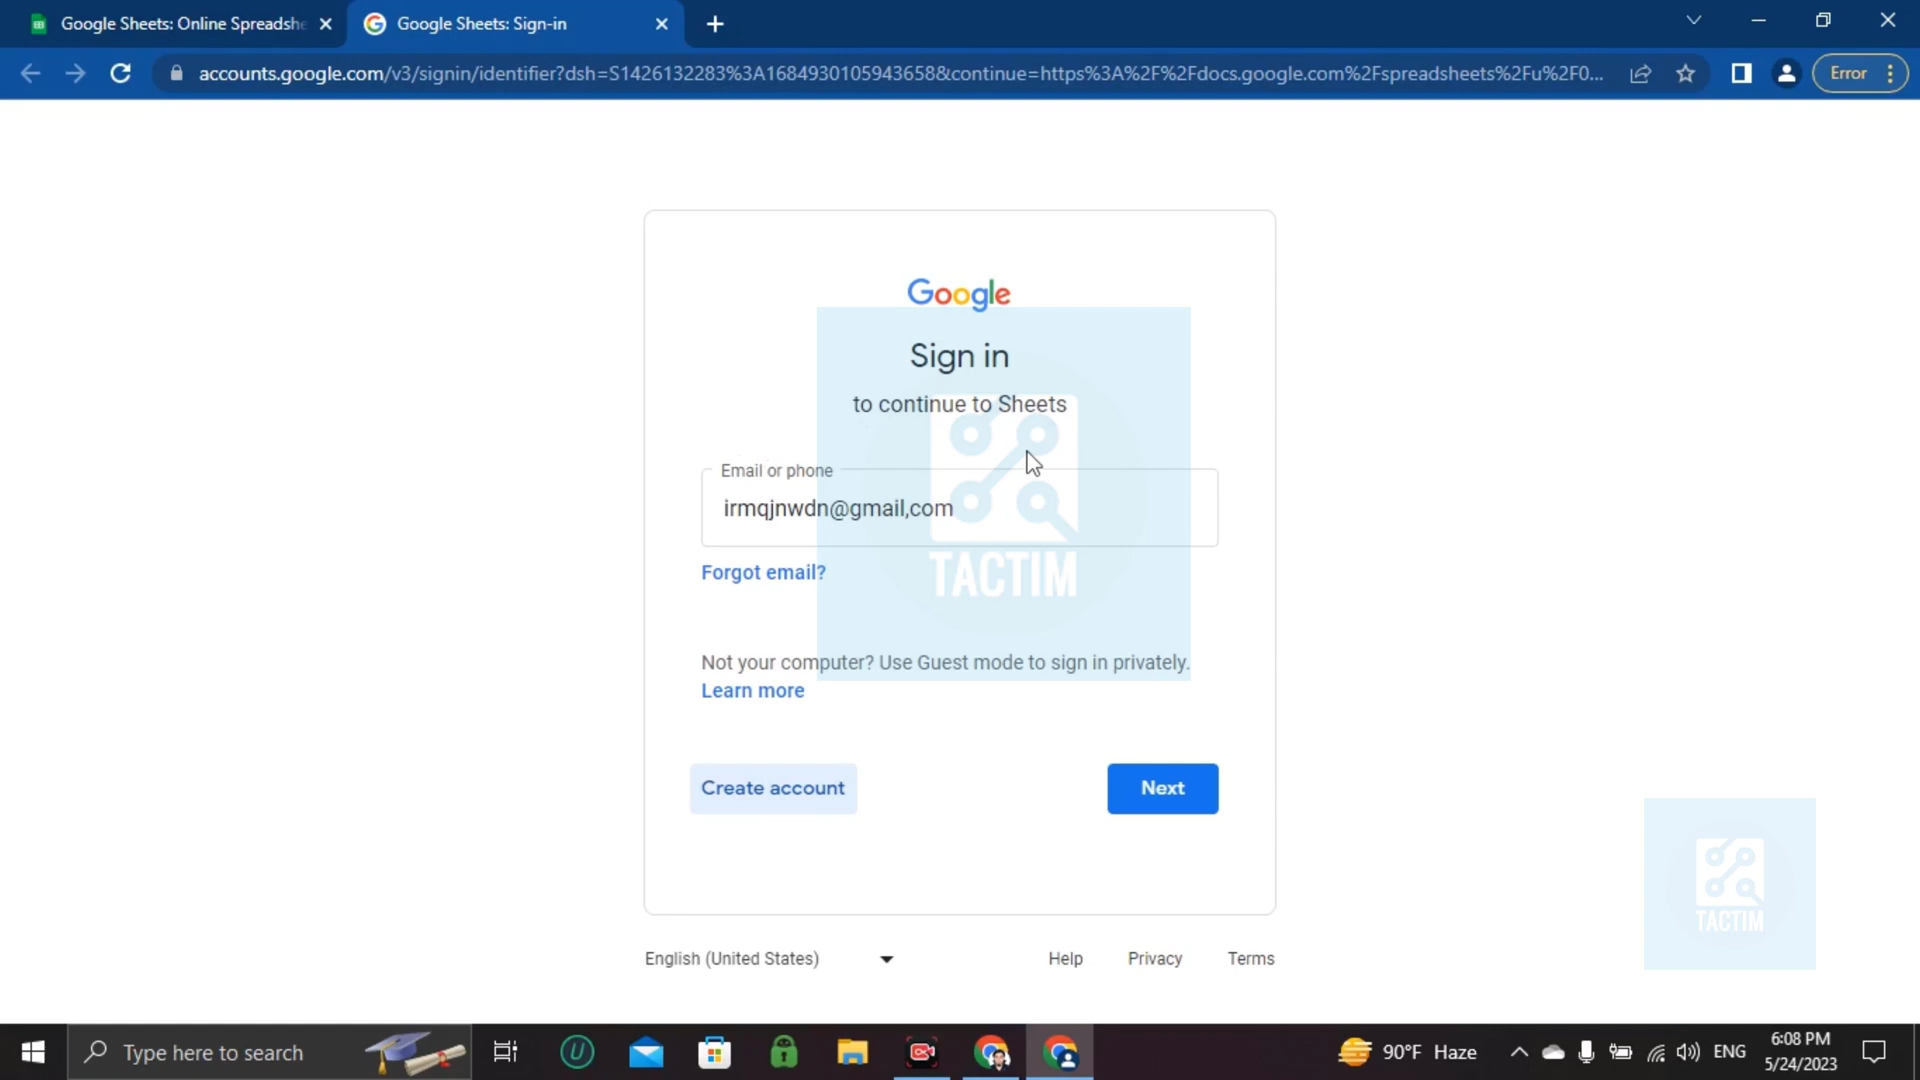 Google Sheets: Online Spreadshe
Google Sheets: Sign-in
accounts.google.com/v3/signin/identifier?dsh=S1426132283%3A1684930105943658&continue=https%3A%2F%2Fdocs.google.com%2Fspreadsheets%2Fu%2F0...
Error
Google
Sign in
to continue to Sheets
Email or phone
irmqjnwdn@gmail,com
TACTIM
Forgot email?
Not your computer? Use Guest mode to sign in privately.
Learn more
Create account
Next
TACTIM
English (United States)
Help
Privacy
Terms
Type here to search
90°F Haze
ENG
6:08 PM
5/24/2023